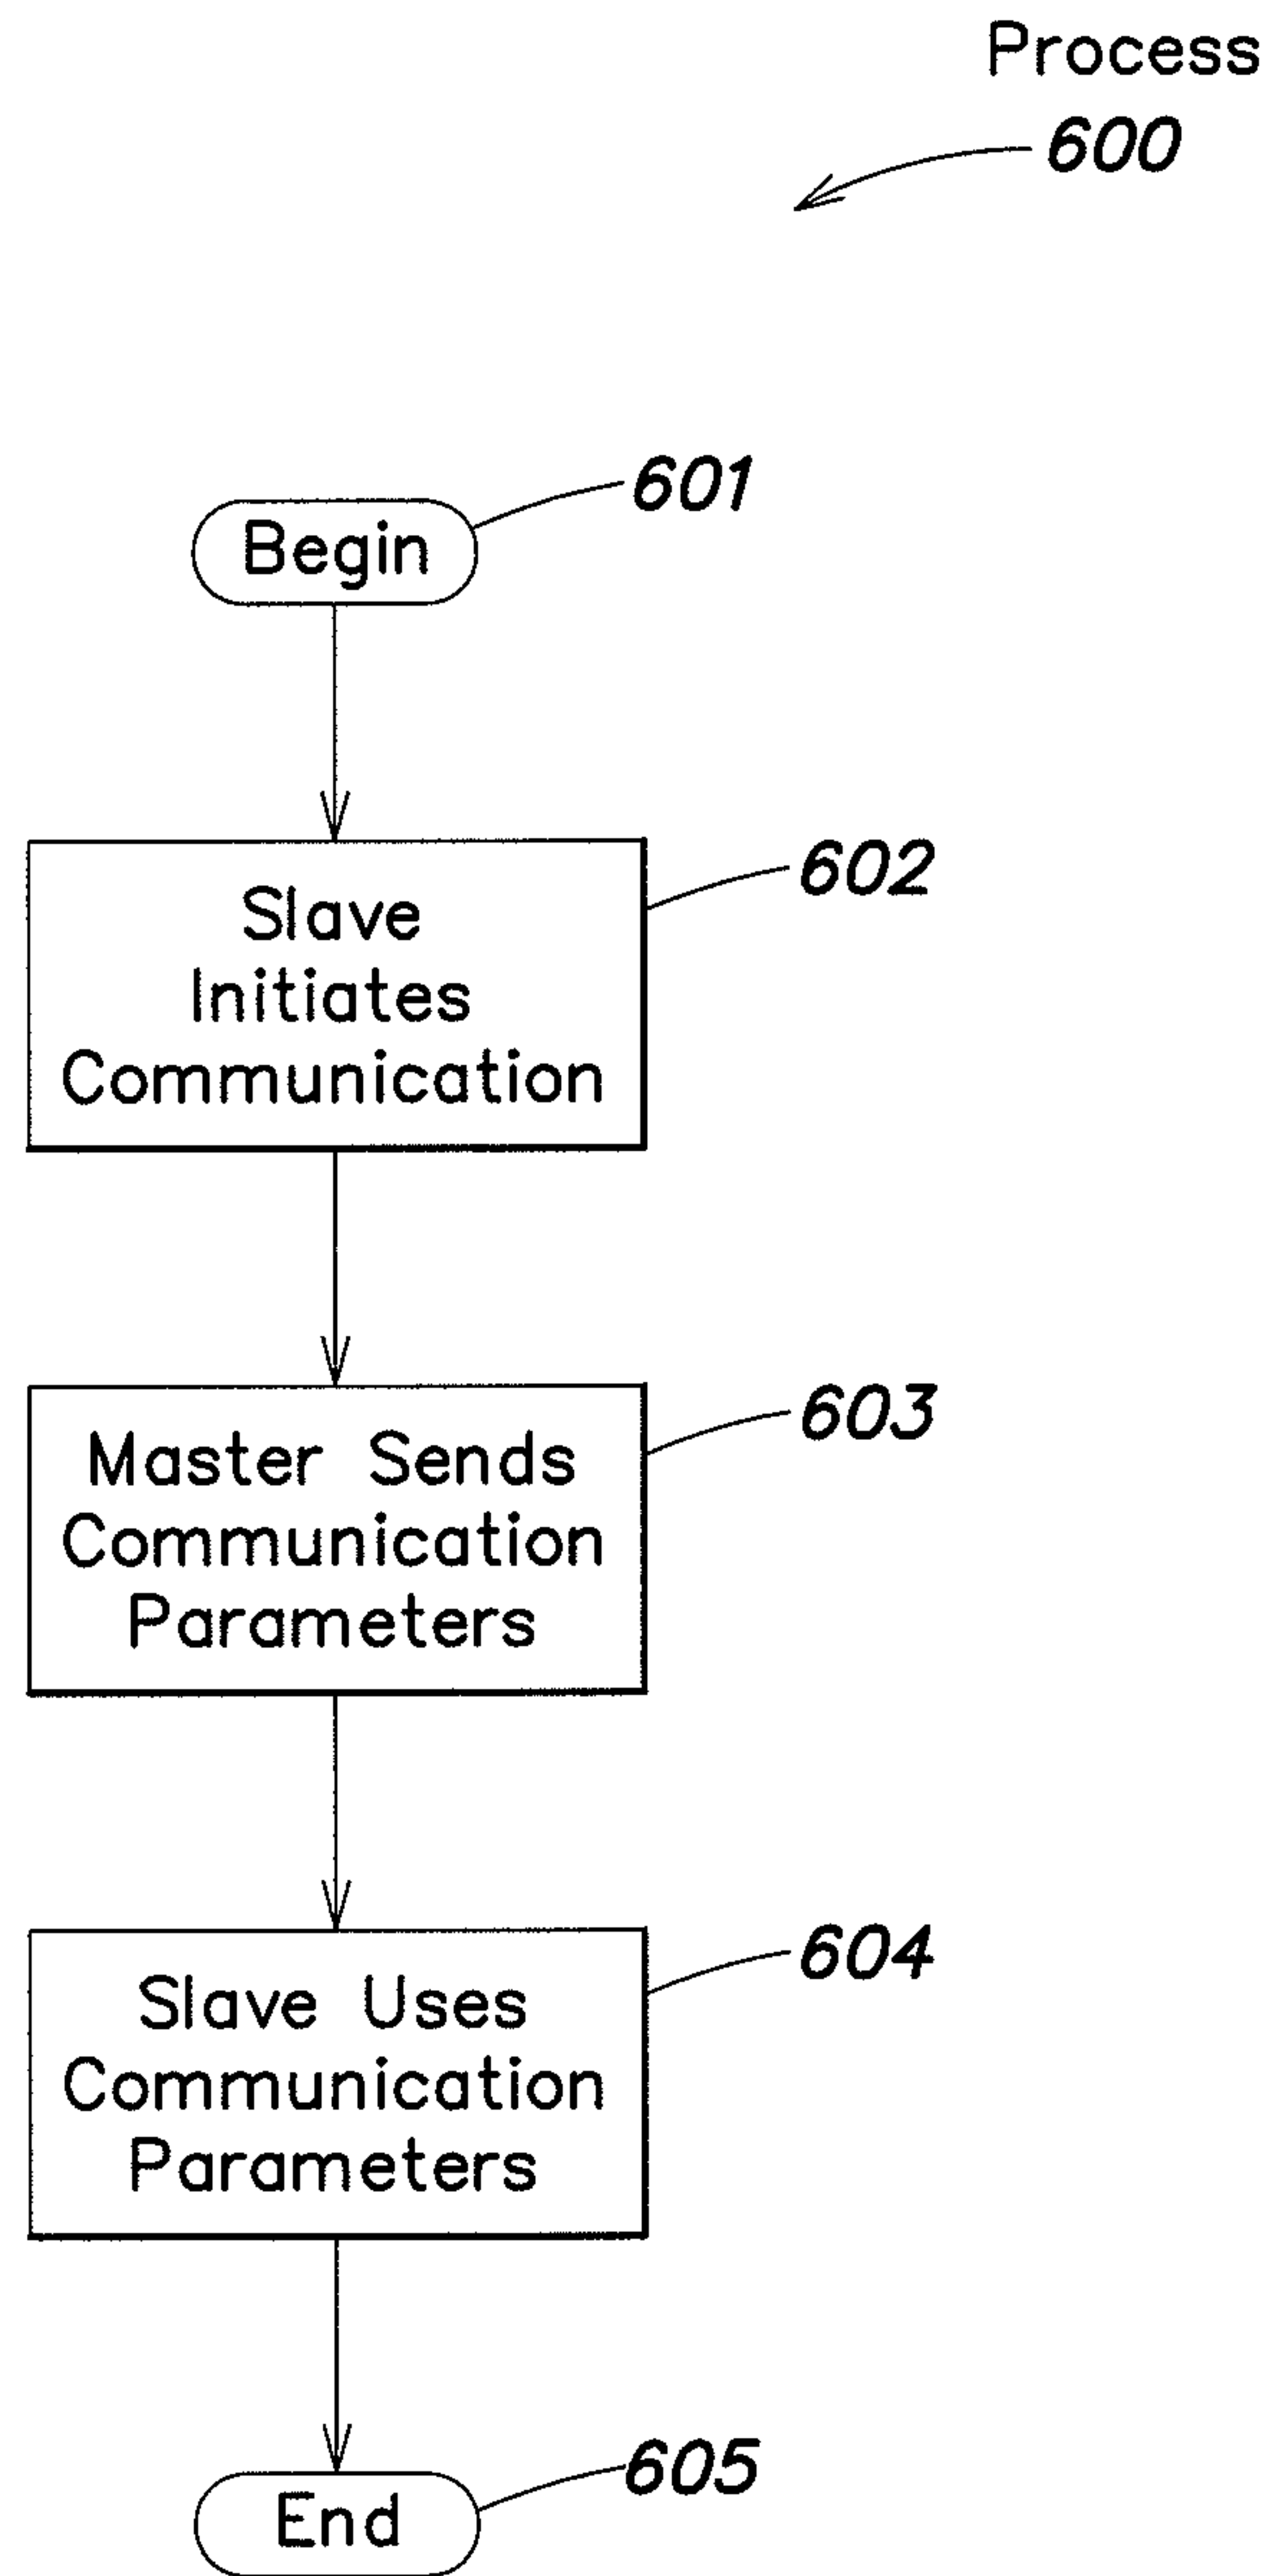 Process
600
601
Begin
602
Slave
Initiates
Communication
603
Master Sends
Communication
Parameters
604
Slave Uses
Communication
Parameters
605
End